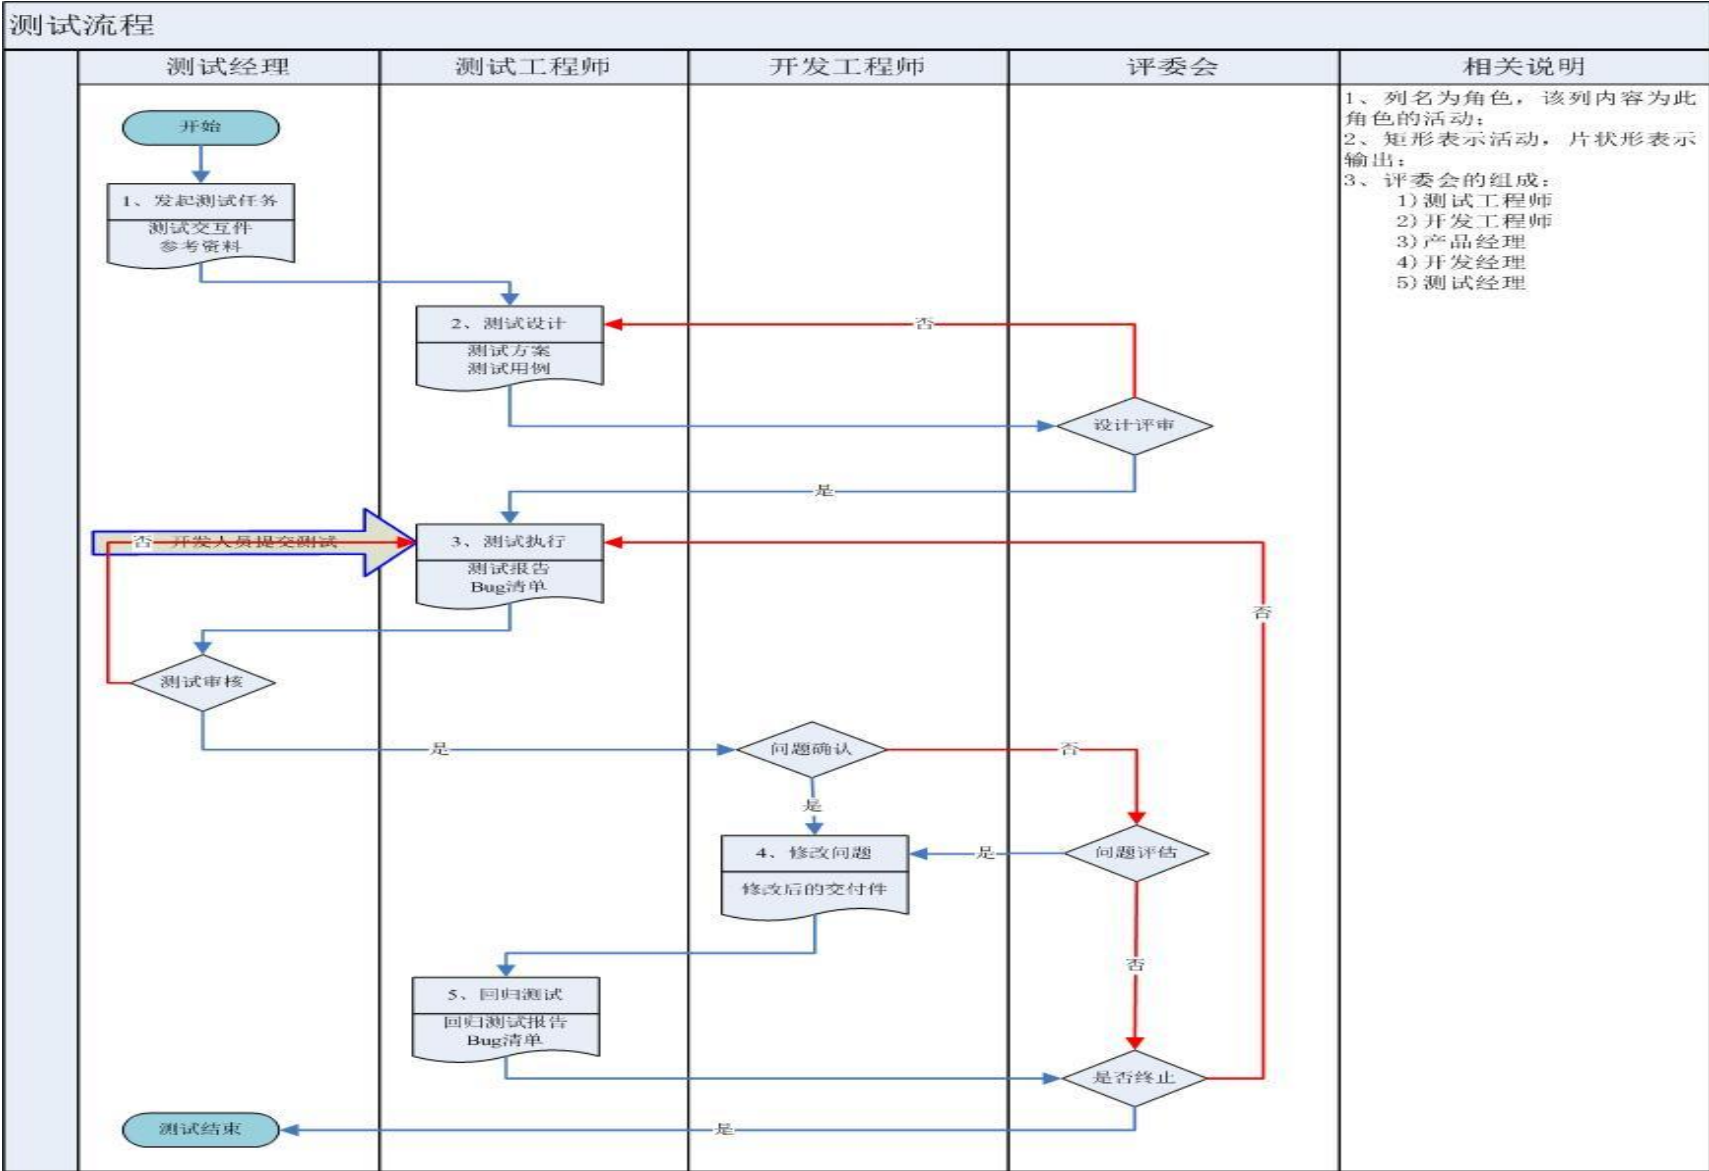 测试流程
测试经理
测试工程师
开发工程师
评委会
相关说明
1、列名为角色，该列内容为此
角色的活动；
2、矩形表示活动，片状形表示
输出；
3、评委会的组成：
1)测试工程师
2)开发工程师
3)产品经理
4)开发经理
5)测试经理
开始
1、发起测试任务
测试交互件
参考资料
2、测试设计
测试方案
测试用例
否
设计评审
是
否
开发人员提交测试
3、测试执行
测试报告
Bug清单
否
测试审核
是
问题确认
否
是
4、修改问题
修改后的交付件
是
问题评估
否
5、回归测试
回归测试报告
Bug清单
是否终止
测试结束
是